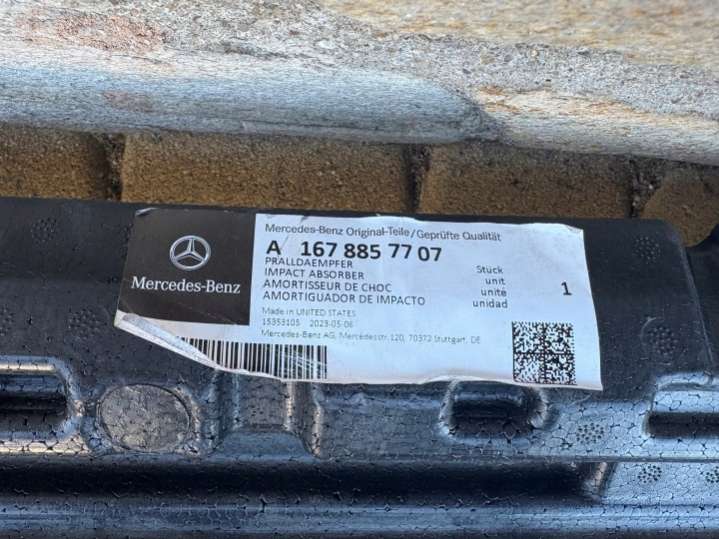 Mercedes-Benz
Mercedes-Benz Original-Teile/Geprüfte Qualität
A 167 885 77 07
PRALLDAEMPFER
IMPACT ABSORBER
AMORTISSEUR DE CHOC
AMORTIGUADOR DE IMPACTO
Stück
unit
unité
unidad
1
Made in UNITED STATES
15353105 2023-05-06
Mercedes-Benz AG, Mercedesstr.120, 70372 Stuttgart, DE